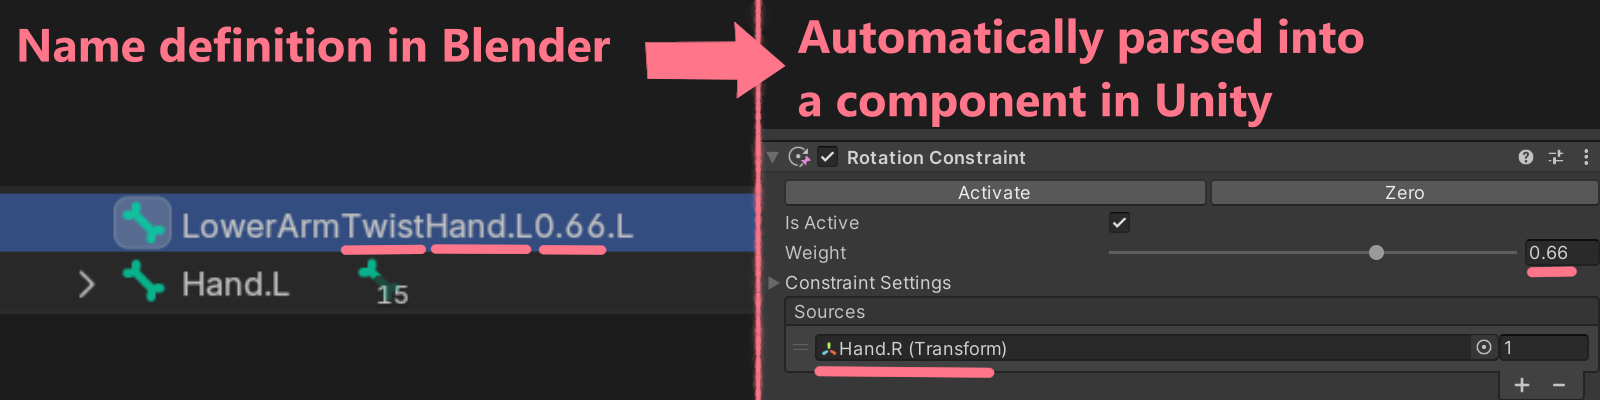 Name definition in Blender
LowerArmTwistHand.L0.66.L
Hand.L
15
Automatically parsed into
a component in Unity
Rotation Constraint
Activate
Zero
Is Active
Weight
0.66
Constraint Settings
Sources
Hand.R (Transform)
1